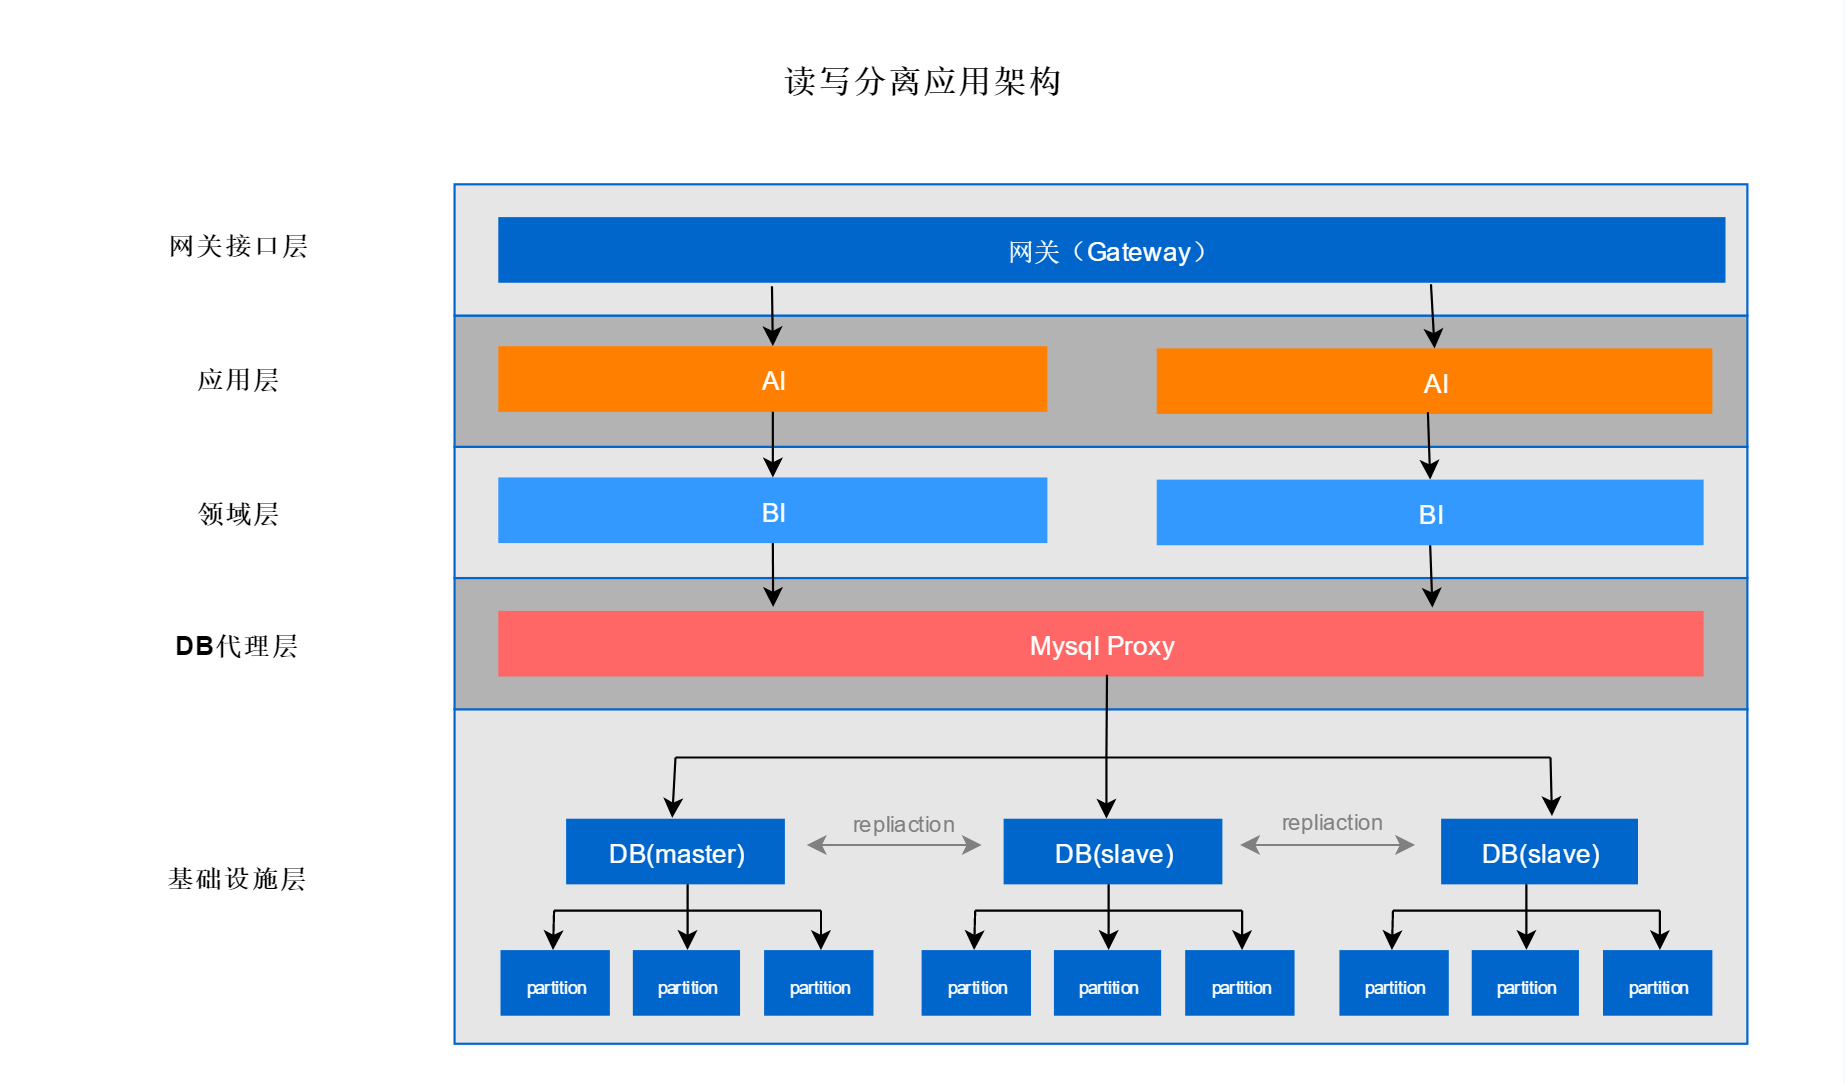 读写分离应用架构
网关接口层
网关（Gateway）
应用层
AI
AI
领域层
BI
BI
DB代理层
Mysql Proxy
基础设施层
DB(master)
repliaction
DB(slave)
repliaction
DB(slave)
partition
partition
partition
partition
partition
partition
partition
partition
partition